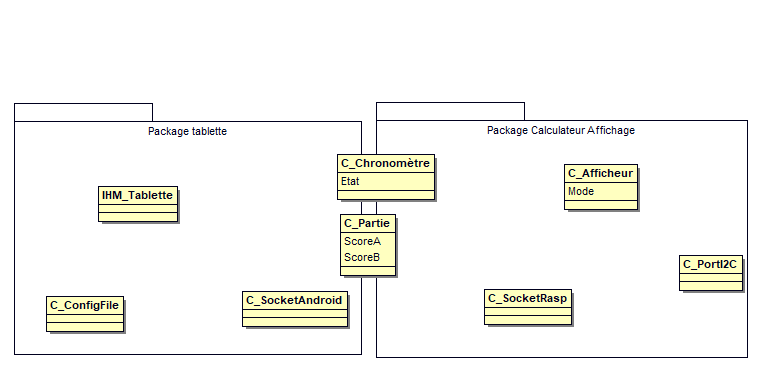 Package tablette
Package Calculateur Affichage
C_Chronomètre
Etat
C_Afficheur
Mode
IHM_Tablette
C_Partie
ScoreA
ScoreB
C_PortI2C
C_ConfigFile
C_SocketAndroid
C_SocketRasp